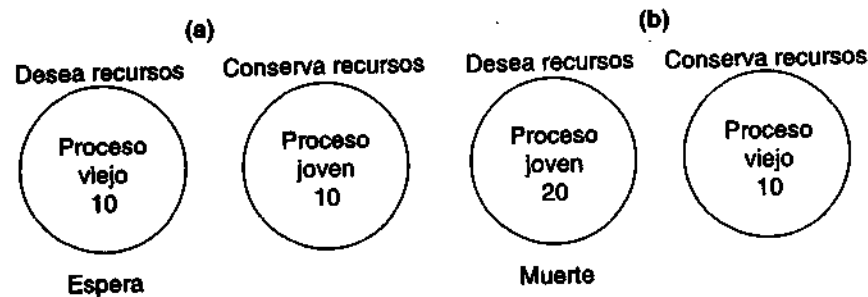 (a)
Desea recursos
Conserva recursos
Proceso
viejo
10
Proceso
joven
10
Espera
(b)
Desea recursos
Conserva recursos
Proceso
joven
20
Proceso
viejo
10
Muerte